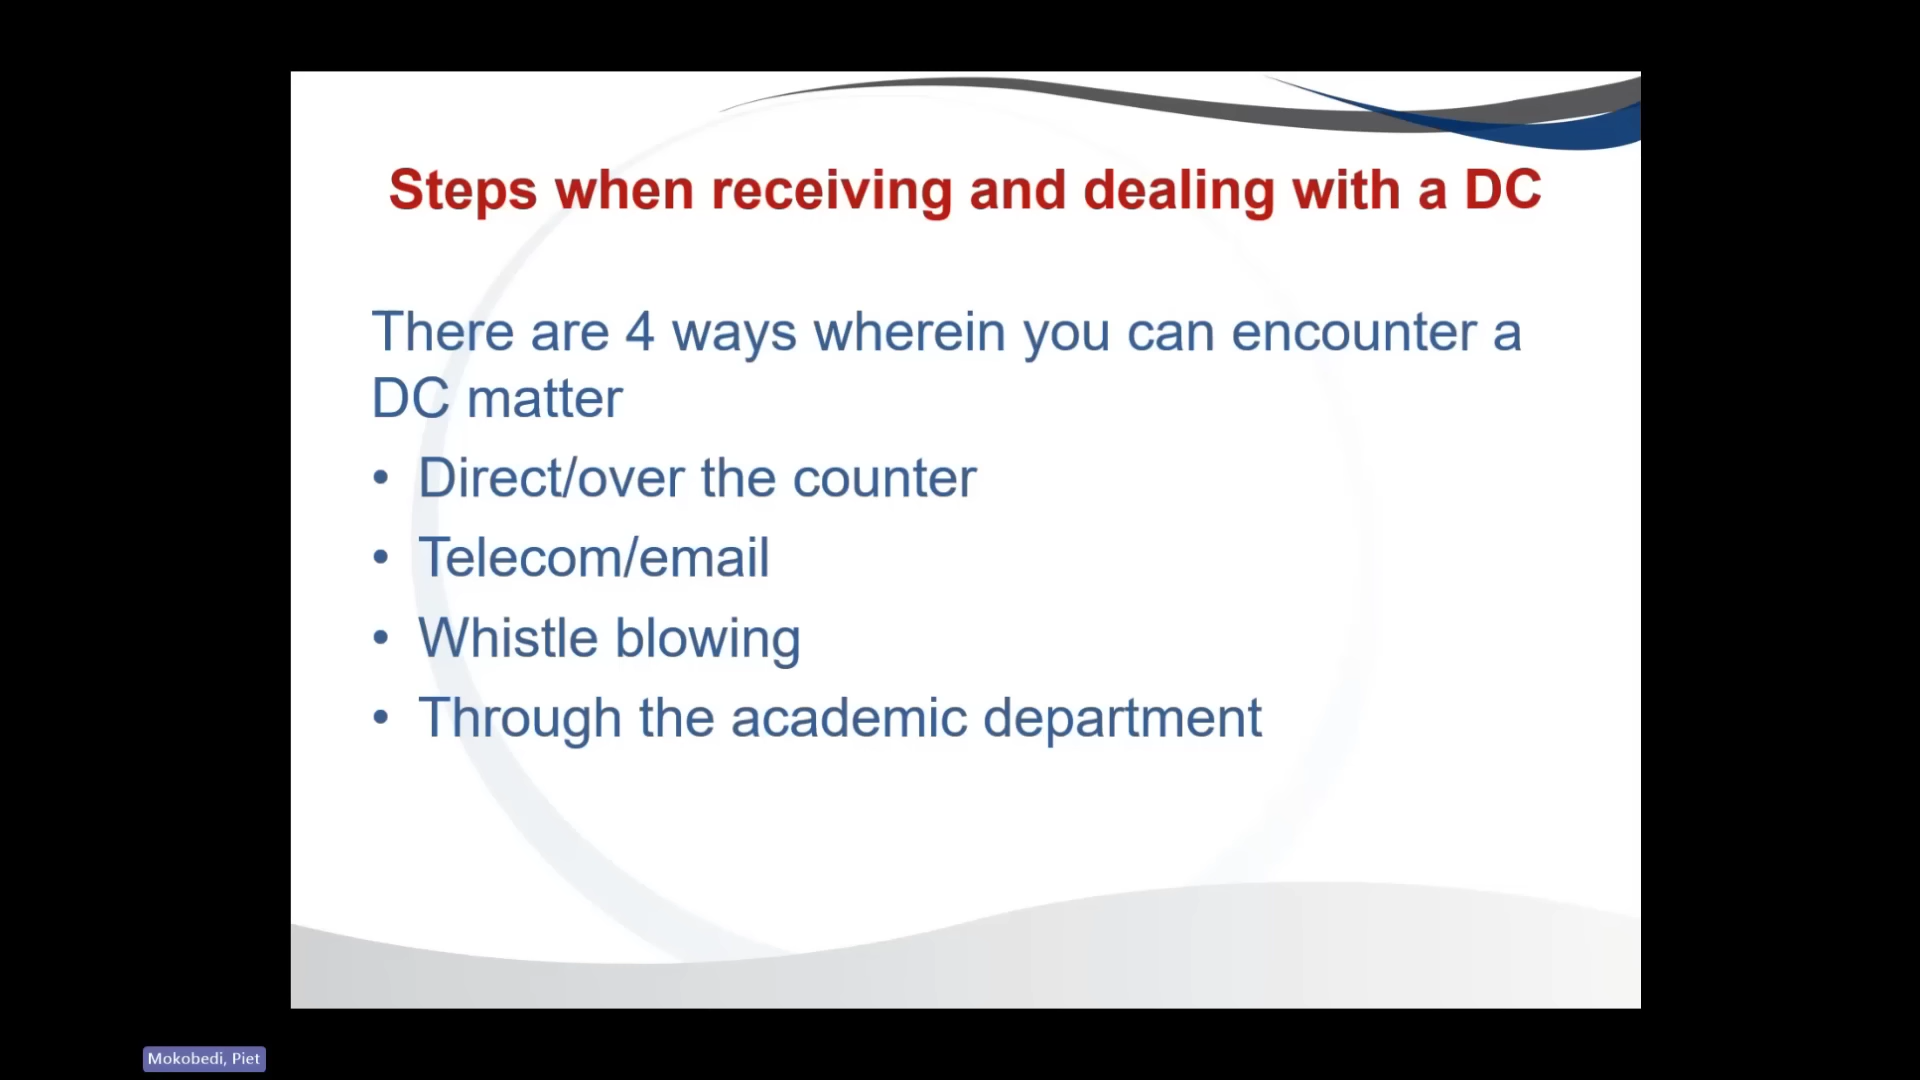 Steps when receiving and dealing with a DC
There are 4 ways wherein you can encounter a
DC matter
• Direct/over the counter
• Telecom/email
• Whistle blowing
• Through the academic department
Mokobedi, Piet